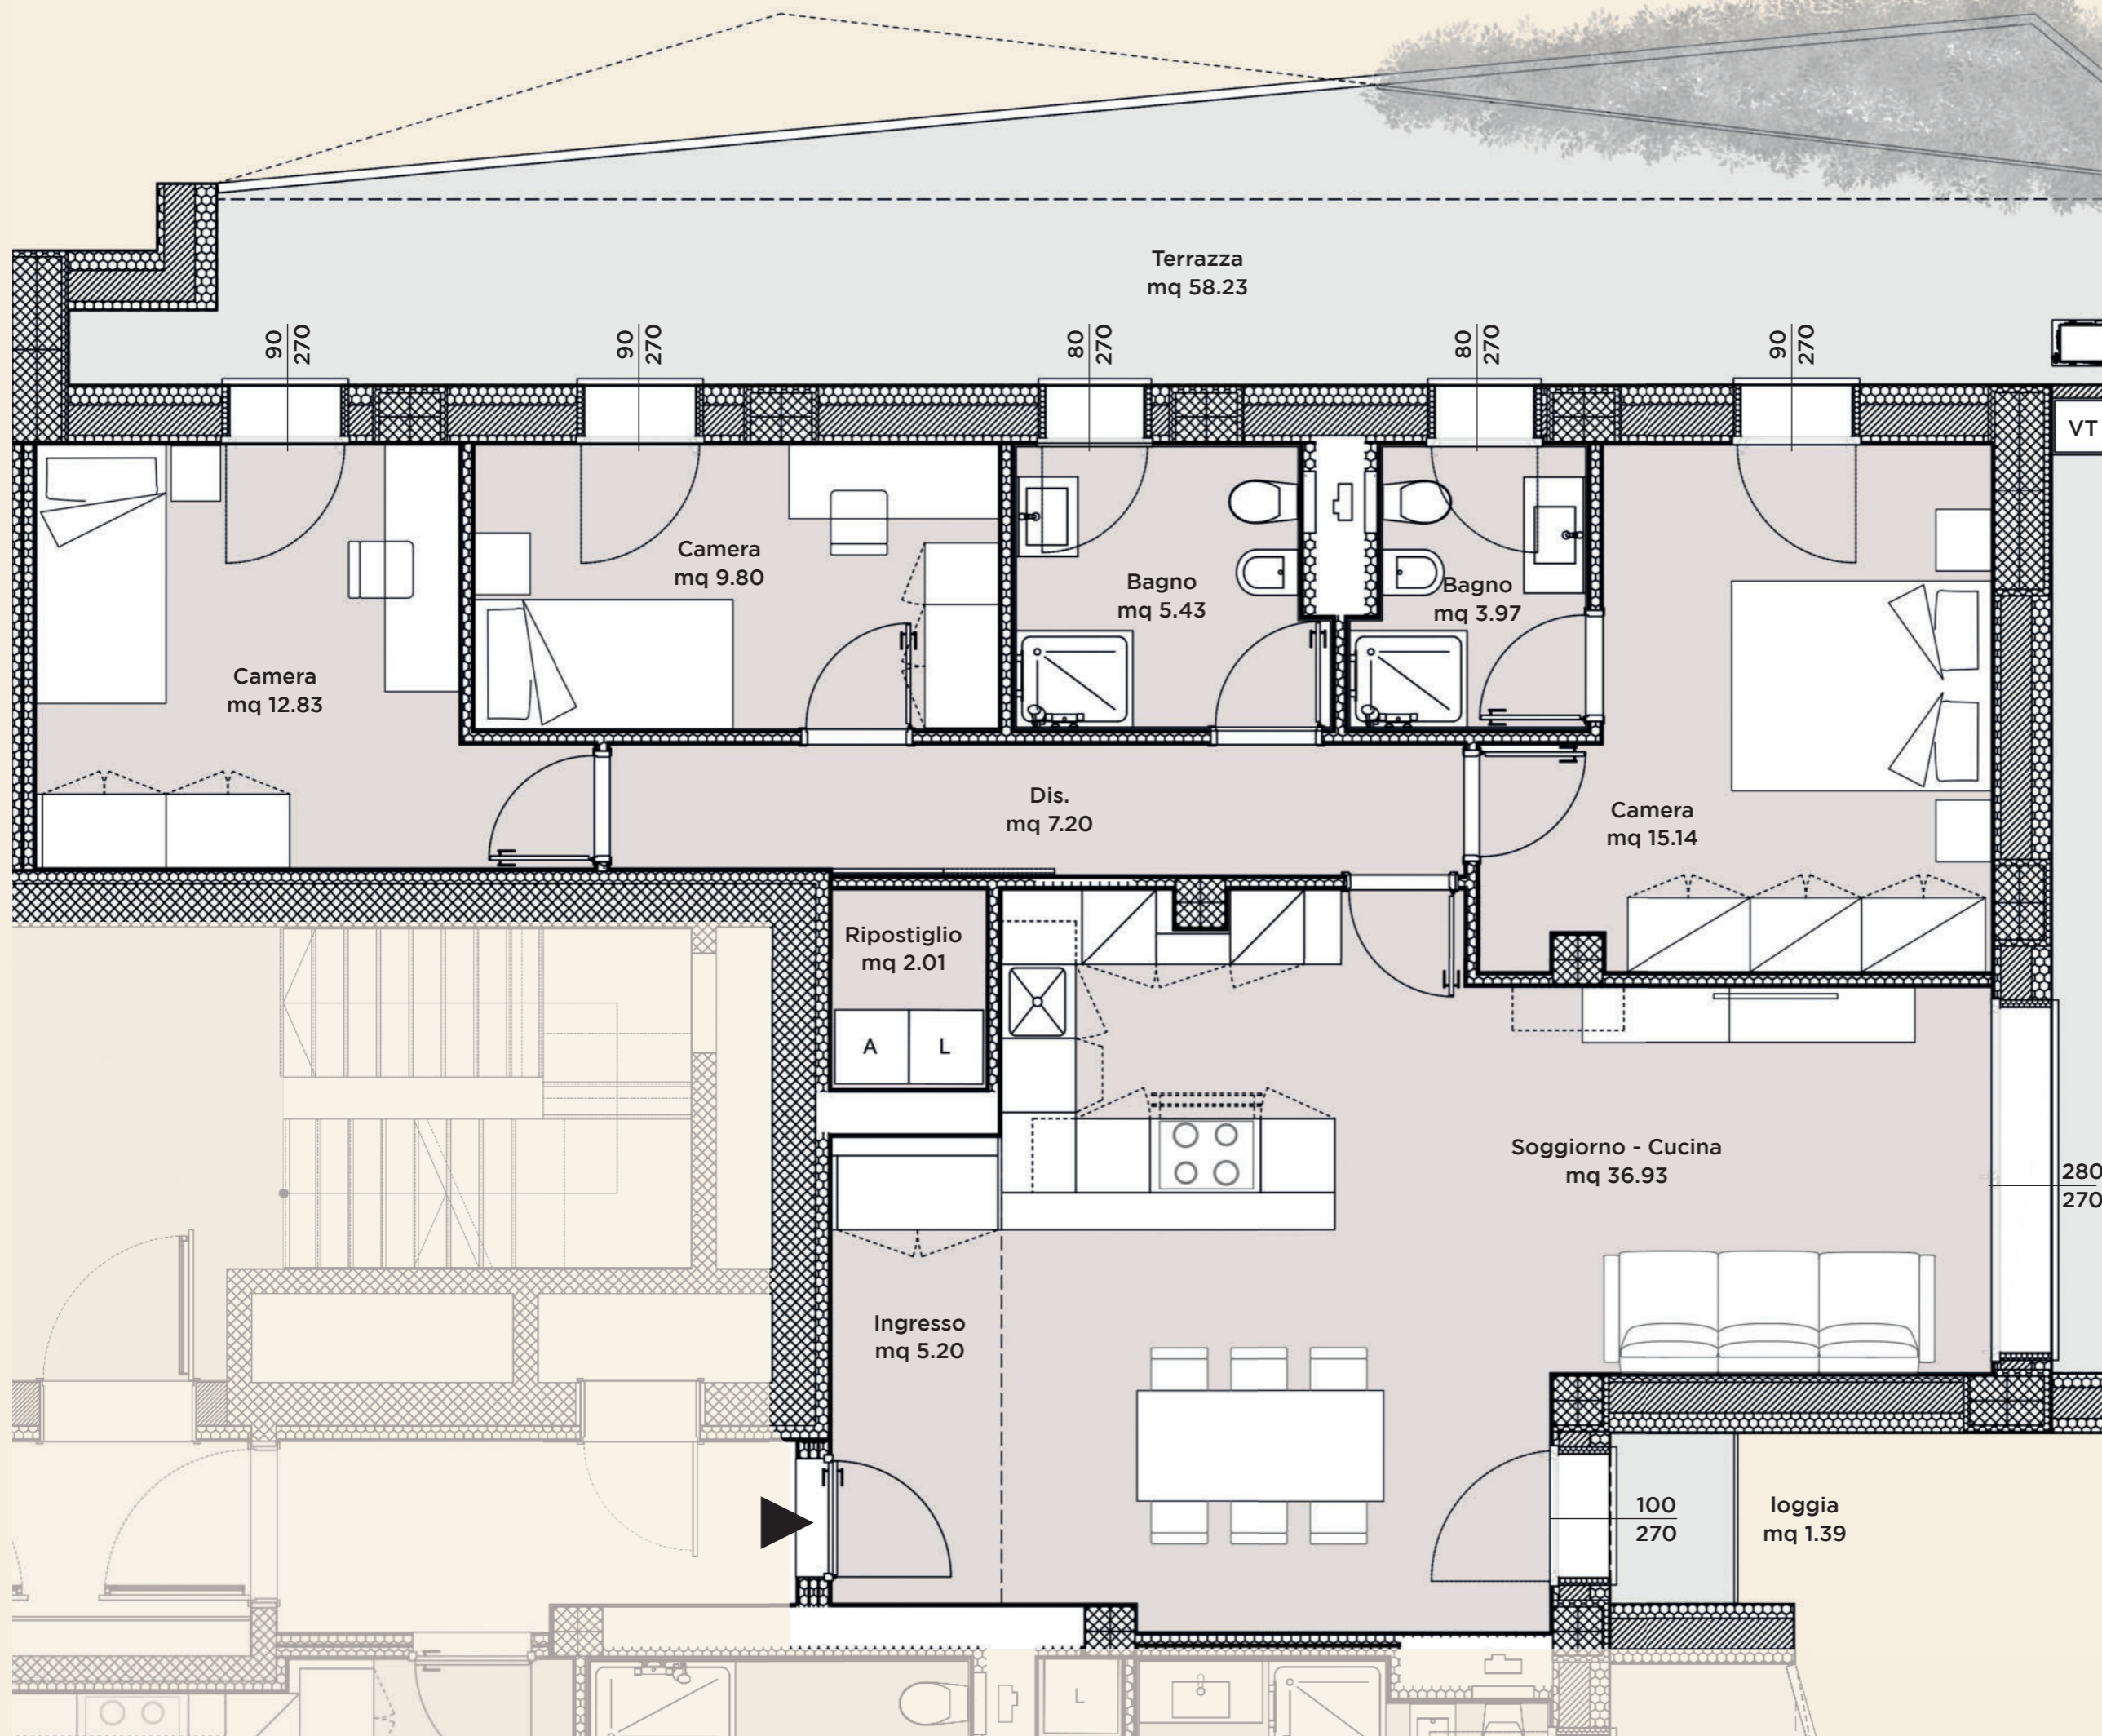 Terrazza
mq 58.23
90
270
90
270
80
270
80
270
90
270
VT
Camera
mq 12.83
Camera
mq 9.80
Bagno
mq 5.43
Bagno
mq 3.97
Dis.
mq 7.20
Camera
mq 15.14
Ripostiglio
mq 2.01
A
L
Soggiorno - Cucina
mq 36.93
280
270
Ingresso
mq 5.20
100
270
loggia
mq 1.39
L